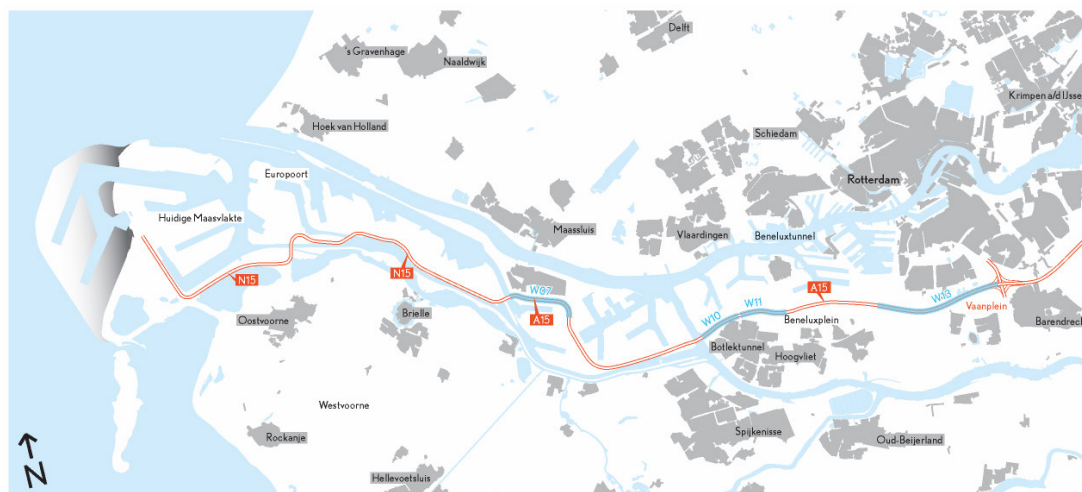 Delft
's Gravenhage
Naaldwijk
Krimpen a/d IJsse
Hoek van Holland
Schiedam
Europoort
Rotterdam
Huidige Maasvlakte
Maassluis
Vlaardingen
Beneluxtunnel
N15
N15
W07
A15
W13
Vaanplein
A15
W11
W10
Beneluxplein
Oostvoorne
Brielle
Barendrech
Botlektunnel
Hoogvliet
Westvoorne
Rockanje
Spijkenisse
Oud-Beijerland
Hellevoetsluis
N